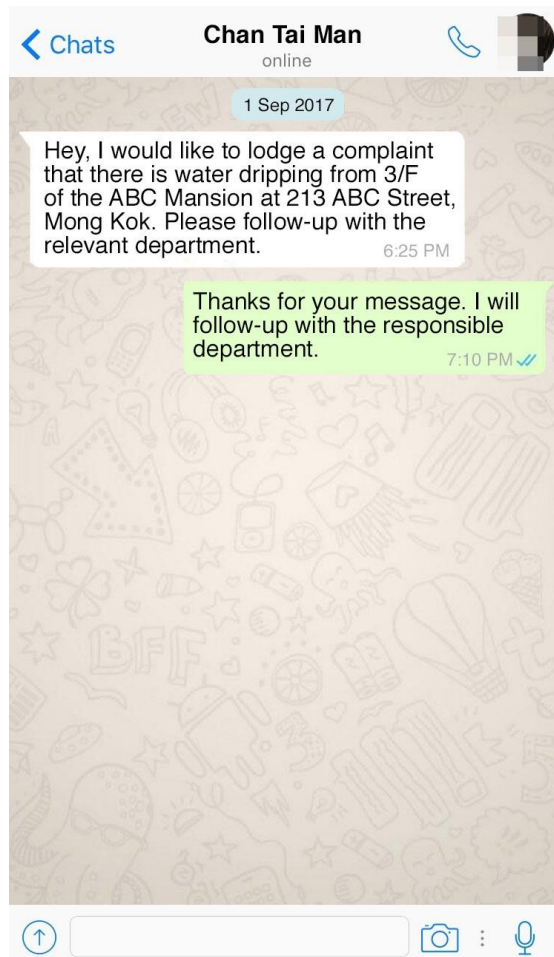 Chats
Chan Tai Man
online
1 Sep 2017
Hey, I would like to lodge a complaint
that there is water dripping from 3/F
of the ABC Mansion at 213 ABC Street,
Mong Kok. Please follow-up with the
relevant department.
6:25 PM
Thanks for your message. I will
follow-up with the responsible
department.
7:10 PM
BFF